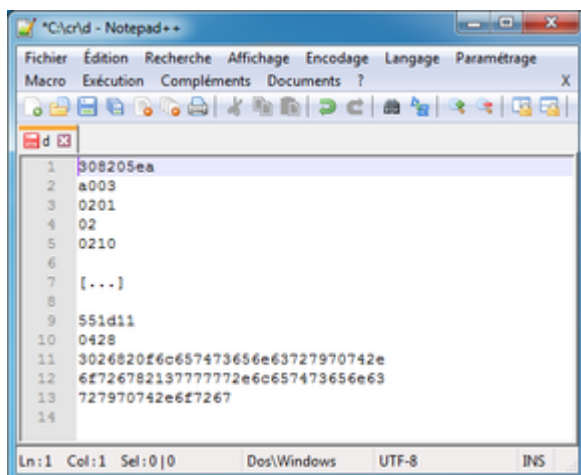 *C:\cr\d - Notepad++
Fichier Édition Recherche Affichage Encodage Langage Paramétrage
Macro Exécution Compléments Documents ? X
d
1 308205ea
2 a003
3 0201
4 02
5 0210
6
7 [...]
8
9 551d11
10 0428
11 3026820f6c657473656e63727970742e
12 6f726782137777772e6c657473656e63
13 727970742e6f7267
14
Ln:1 Col:1 Sel:0|0 Dos\Windows UTF-8 INS